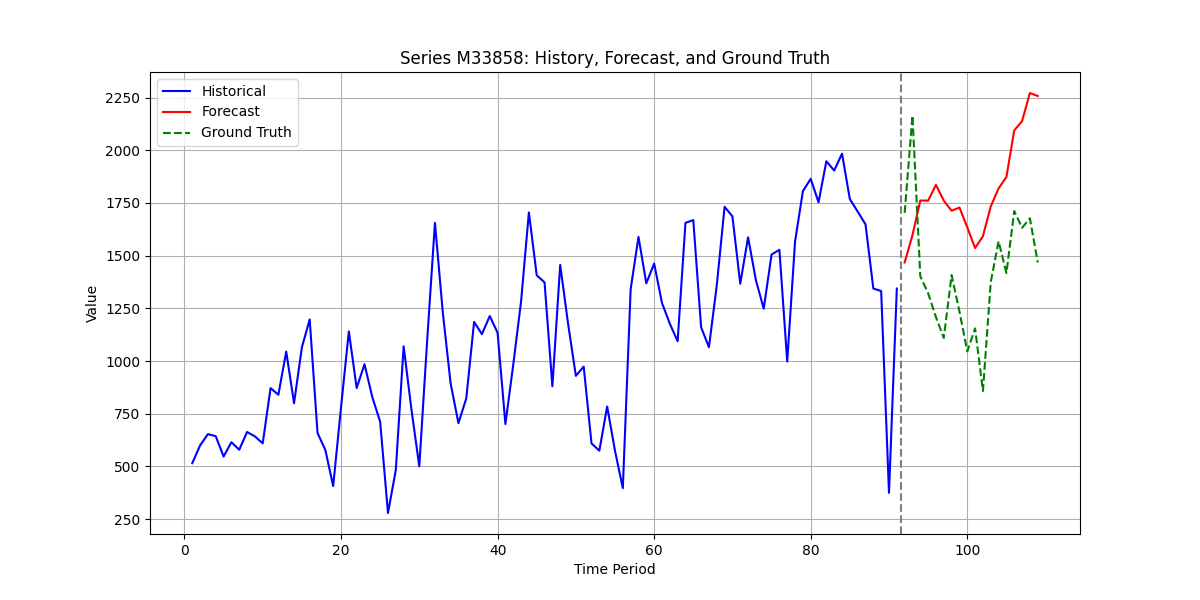 Series M33858: History, Forecast, and Ground Truth
Historical
Forecast
Ground Truth
2250
2000
1750
1500
1250
1000
750
500
250
Value
0 20 40 60 80 100
Time Period